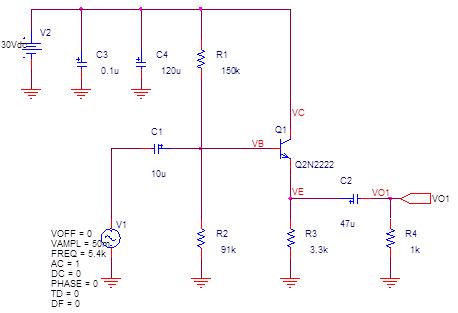 V2
30Vdc
C3
0.1u
C4
120u
R1
150k
VC
Q1
Q2N2222
C1
10u
VB
VE
C2
47u
VO1
VO1
V1
VOFF = 0
VAMPL = 50m
FREQ = 5.4k
AC = 1
DC = 0
PHASE = 0
TD = 0
DF = 0
R2
91k
R3
3.3k
R4
1k